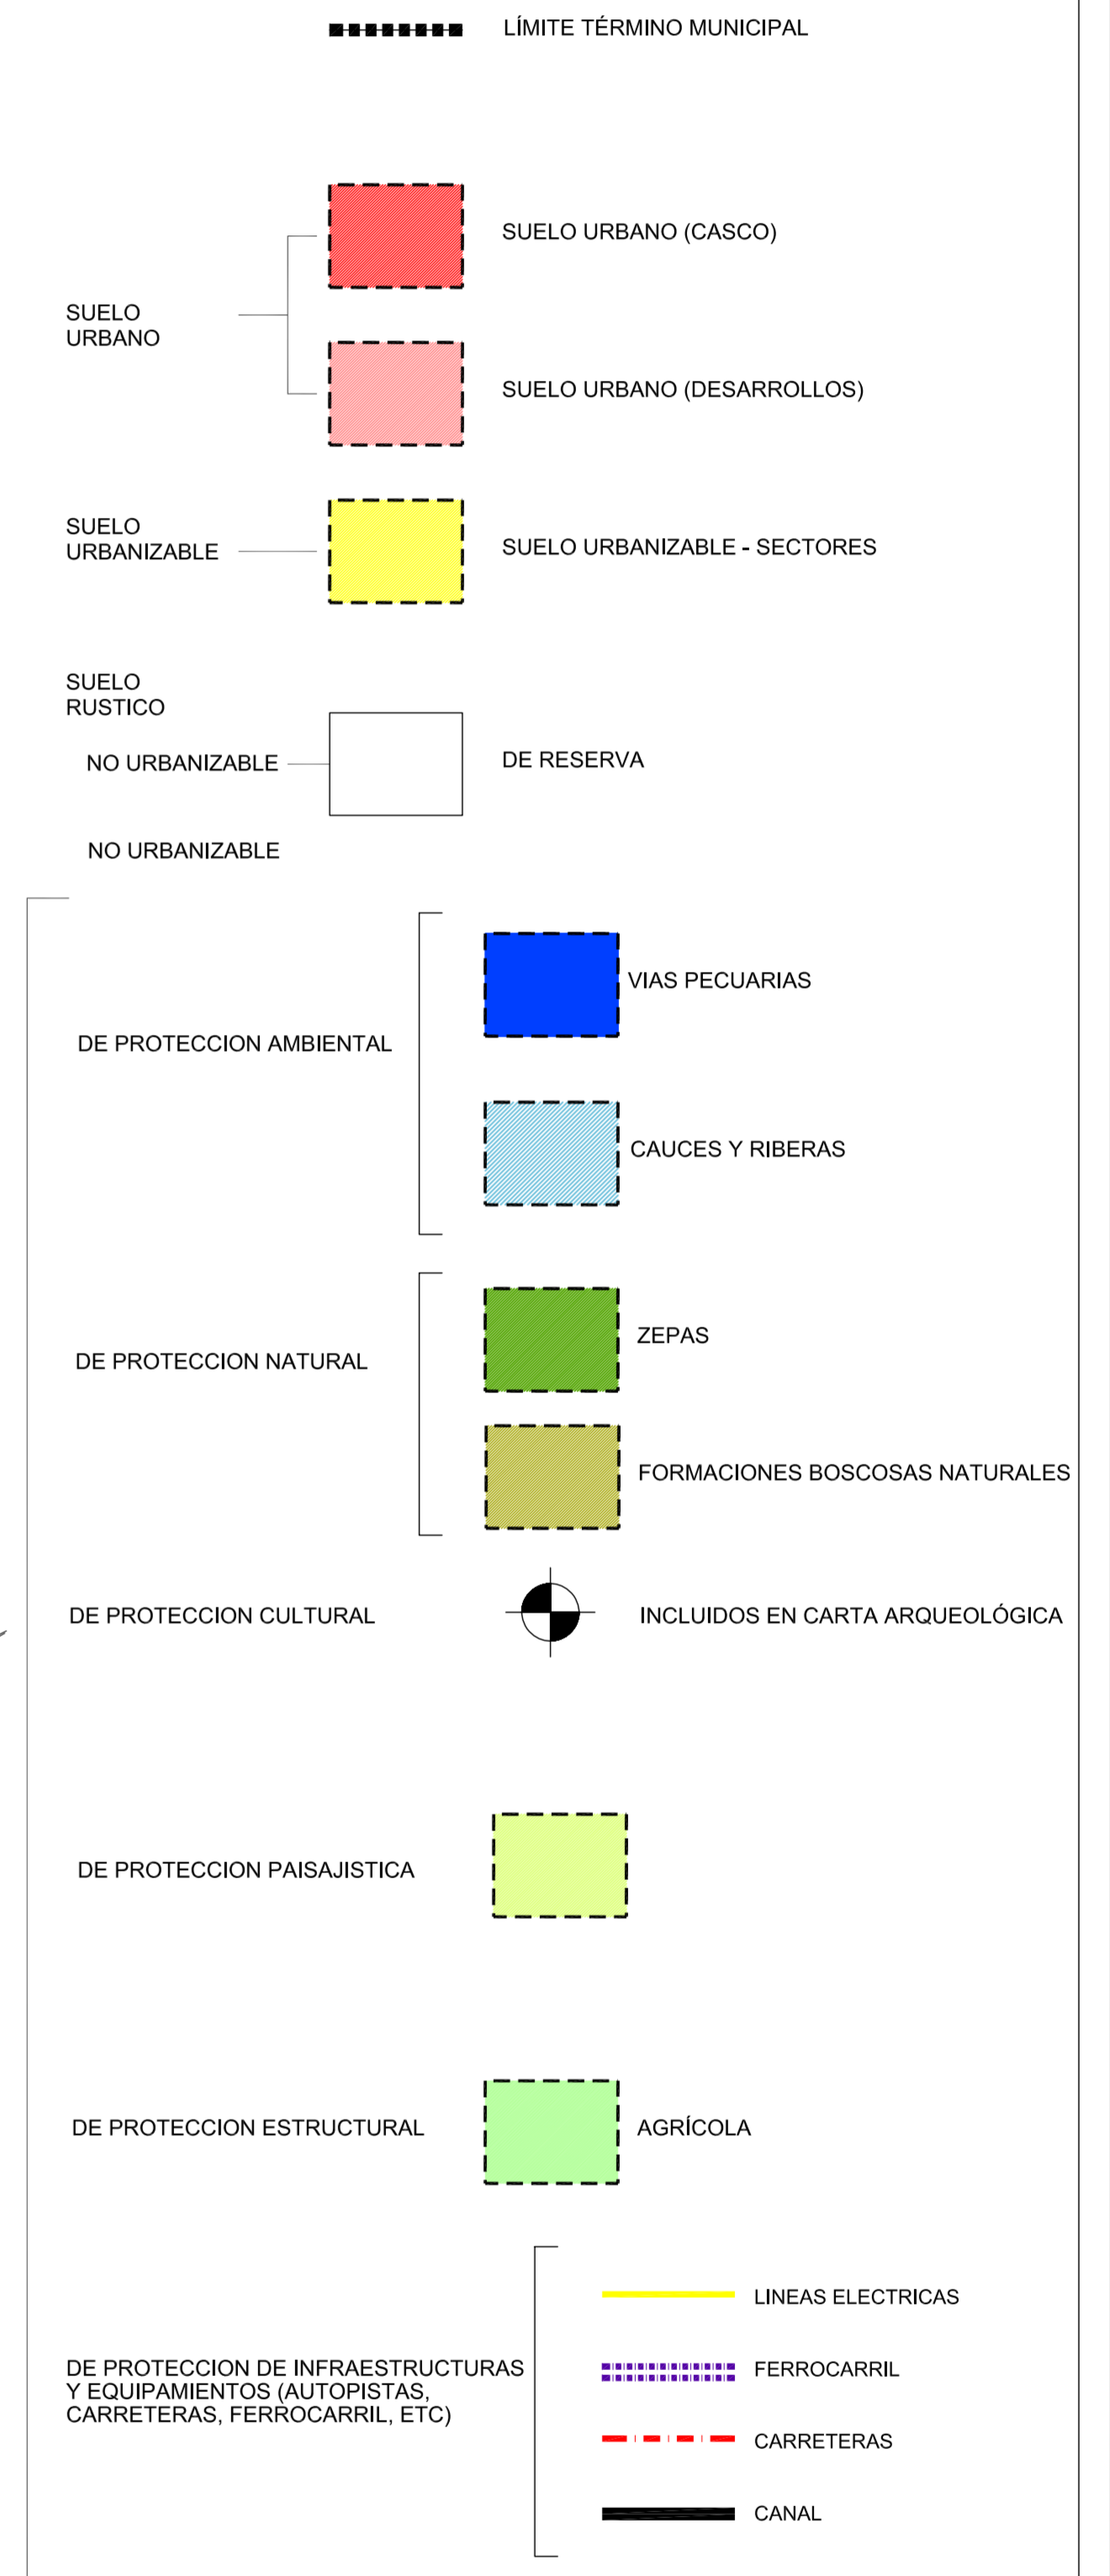 LÍMITE TÉRMINO MUNICIPAL
SUELO URBANO (CASCO)
SUELO
URBANO
SUELO URBANO (DESARROLLOS)
SUELO
URBANIZABLE
SUELO URBANIZABLE - SECTORES
SUELO
RUSTICO
NO URBANIZABLE
DE RESERVA
NO URBANIZABLE
VIAS PECUARIAS
DE PROTECCION AMBIENTAL
CAUCES Y RIBERAS
ZEPAS
DE PROTECCION NATURAL
FORMACIONES BOSCOSAS NATURALES
DE PROTECCION CULTURAL
INCLUIDOS EN CARTA ARQUEOLÓGICA
DE PROTECCION PAISAJISTICA
DE PROTECCION ESTRUCTURAL
AGRÍCOLA
LINEAS ELECTRICAS
DE PROTECCION DE INFRAESTRUCTURAS
Y EQUIPAMIENTOS (AUTOPISTAS,
CARRETERAS, FERROCARRIL, ETC)
FERROCARRIL
CARRETERAS
CANAL